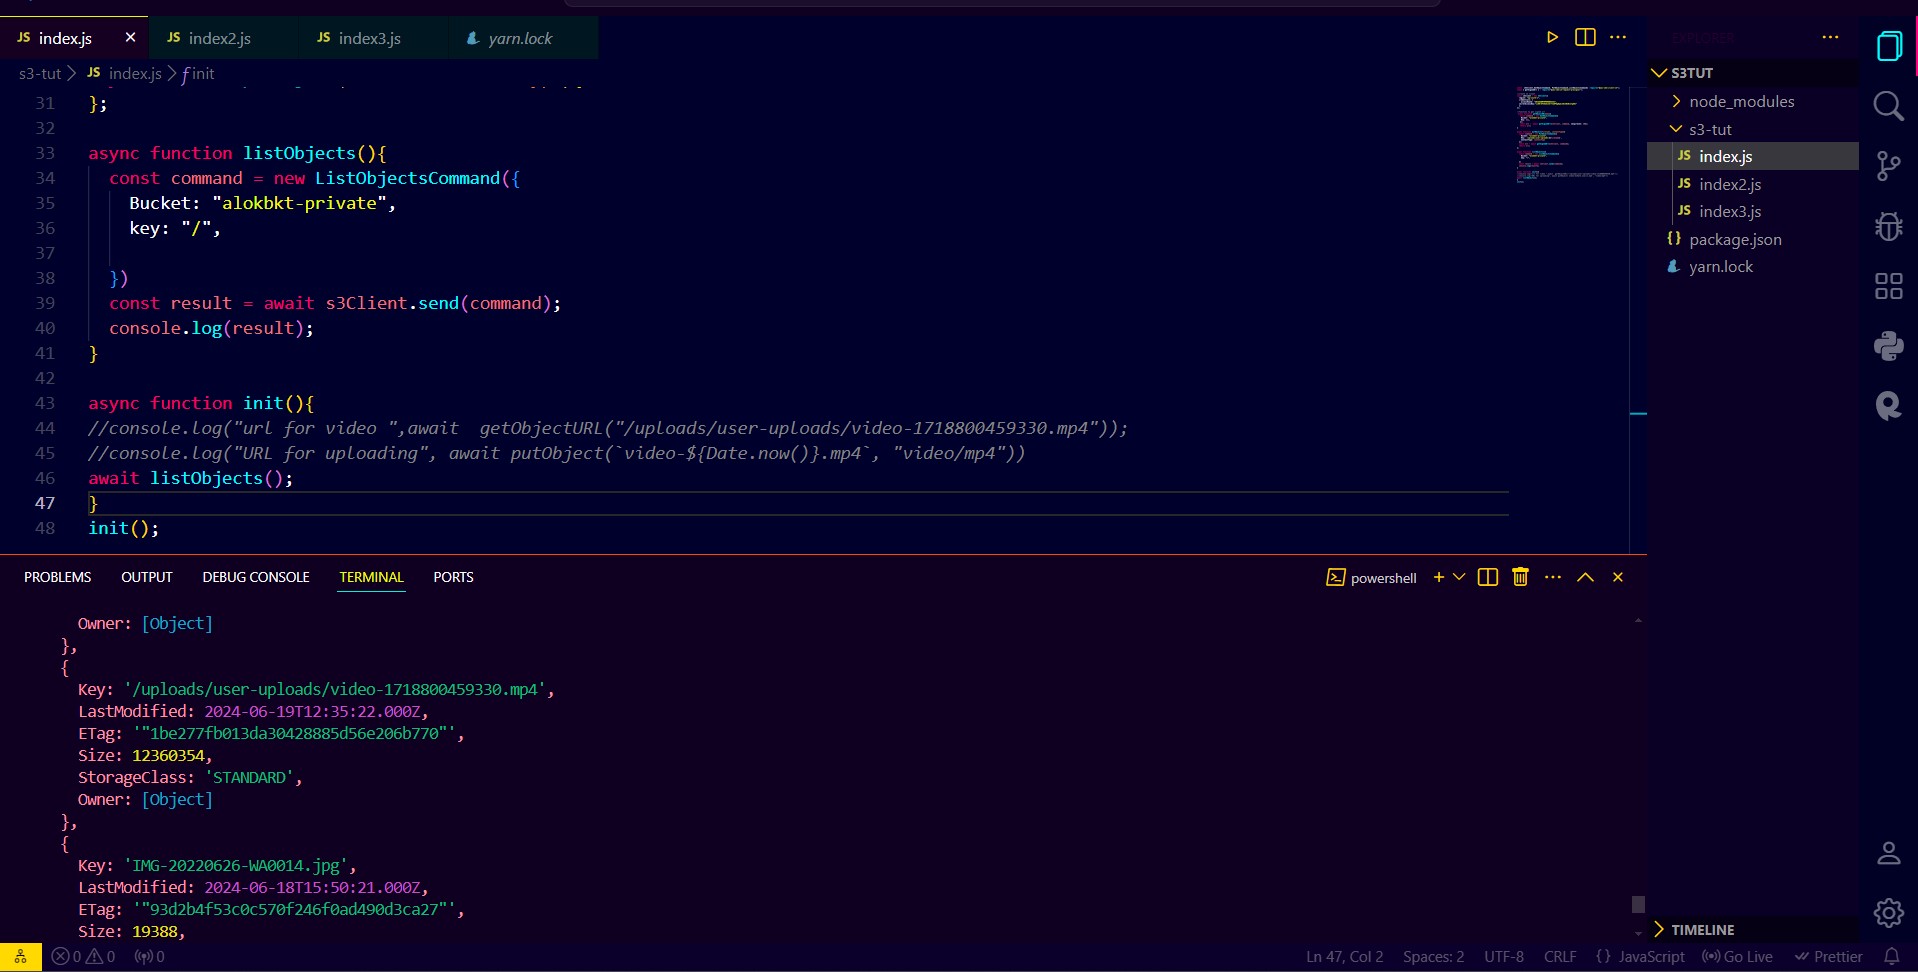 JS index.js
JS index2.js
JS index3.js
yarn.lock
s3-tut > JS index.js > init
31 };
32
33 async function listObjects(){
34 const command = new ListObjectsCommand({
35 Bucket: "alokbkt-private",
36 key: "/",
37
38 })
39 const result = await s3Client.send(command);
40 console.log(result);
41 }
42
43 async function init(){
44 //console.log("url for video ",await  getObjectURL("/uploads/user-uploads/video-1718800459330.mp4"));
45 //console.log("URL for uploading", await putObject(`video-${Date.now()}.mp4`, "video/mp4"))
46 await listObjects();
47 }
48 init();
PROBLEMS OUTPUT DEBUG CONSOLE TERMINAL PORTS
powershell
Owner: [Object]
},
{
Key: '/uploads/user-uploads/video-1718800459330.mp4',
LastModified: 2024-06-19T12:35:22.000Z,
ETag: '"1be277fb013da30428885d56e206b770"',
Size: 12360354,
StorageClass: 'STANDARD',
Owner: [Object]
},
{
Key: 'IMG-20220626-WA0014.jpg',
LastModified: 2024-06-18T15:50:21.000Z,
ETag: '"93d2b4f53c0c570f246f0ad490d3ca27"',
Size: 19388,
EXPLORER
S3TUT
node_modules
s3-tut
JS index.js
JS index2.js
JS index3.js
{} package.json
yarn.lock
TIMELINE
0 0 0
Ln 47, Col 2 Spaces: 2 UTF-8 CRLF {} JavaScript Go Live Prettier